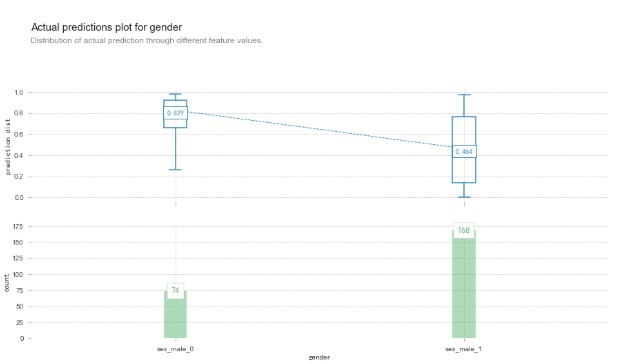 Actual predictions plot for gender
Distribution of actual prediction through different feature values
1.0
0.8
0.6
0.4
0.2
0.0
prediction dist
0.829
0.464
175
150
125
100
75
50
25
0
count
74
168
sex_male_0
sex_male_1
gender